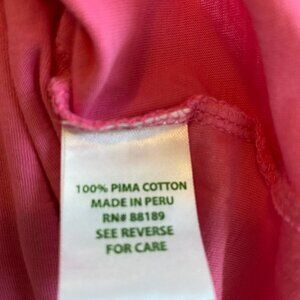 100% PIMA COTTON
MADE IN PERU
RN# 88189
SEE REVERSE
FOR CARE